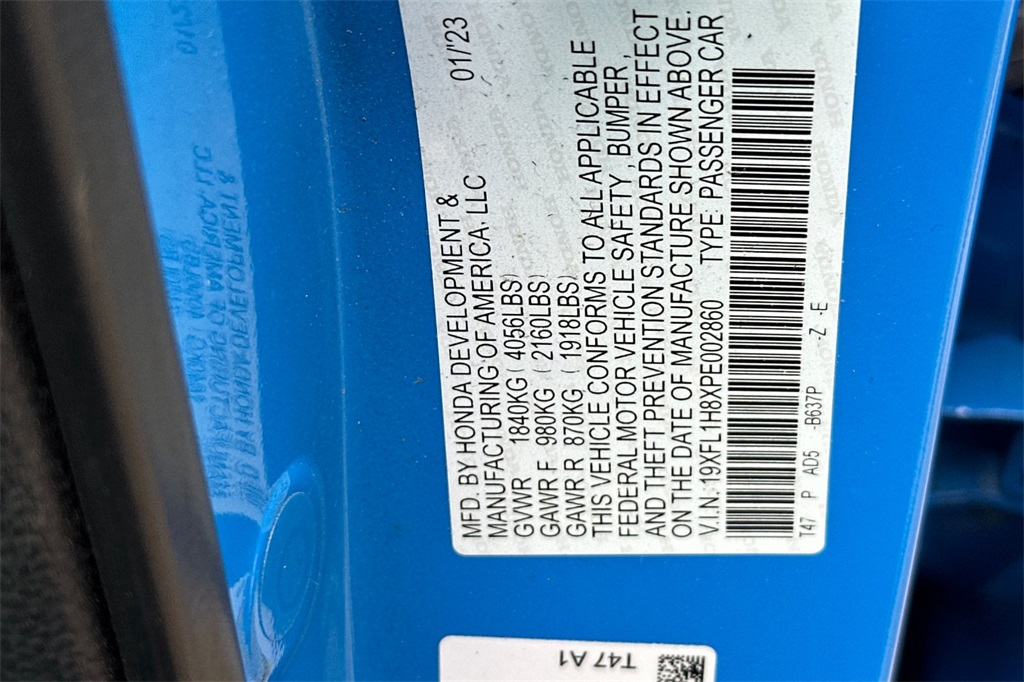 MFD. BY HONDA DEVELOPMENT & 01/'23
MANUFACTURING OF AMERICA, LLC
GVWR 1840KG ( 4056LBS)
GAWR F 980KG ( 2160LBS)
GAWR R 870KG ( 1918LBS)
THIS VEHICLE CONFORMS TO ALL APPLICABLE
FEDERAL MOTOR VEHICLE SAFETY , BUMPER ,
AND THEFT PREVENTION STANDARDS IN EFFECT
ON THE DATE OF MANUFACTURE SHOWN ABOVE.
V.I.N. 19XFL1H8XPE002860 TYPE: PASSENGER CAR
T47 P AD5 -B637P -Z -E
T47 A1